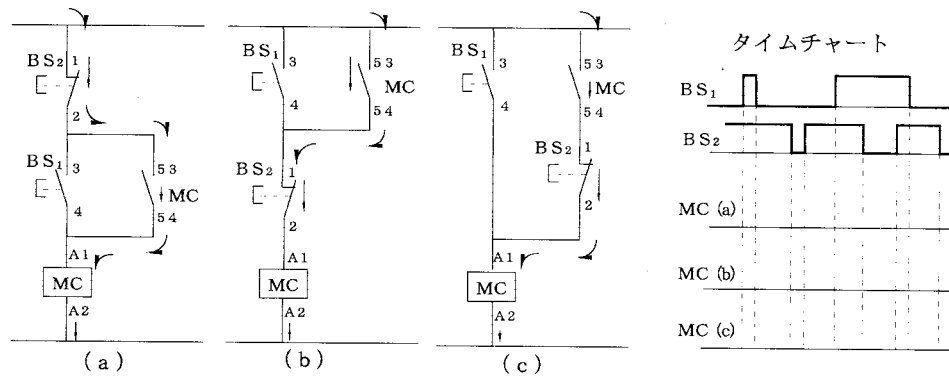 BS₂
1
2
BS₁
3
4
53
MC
54
A1
MC
A2
(a)
BS₁
3
4
53
MC
54
BS₂
1
2
A1
MC
A2
(b)
BS₁
3
4
53
MC
54
BS₂
1
2
A1
MC
A2
(c)
タイムチャート
BS₁
BS₂
MC (a)
MC (b)
MC (c)